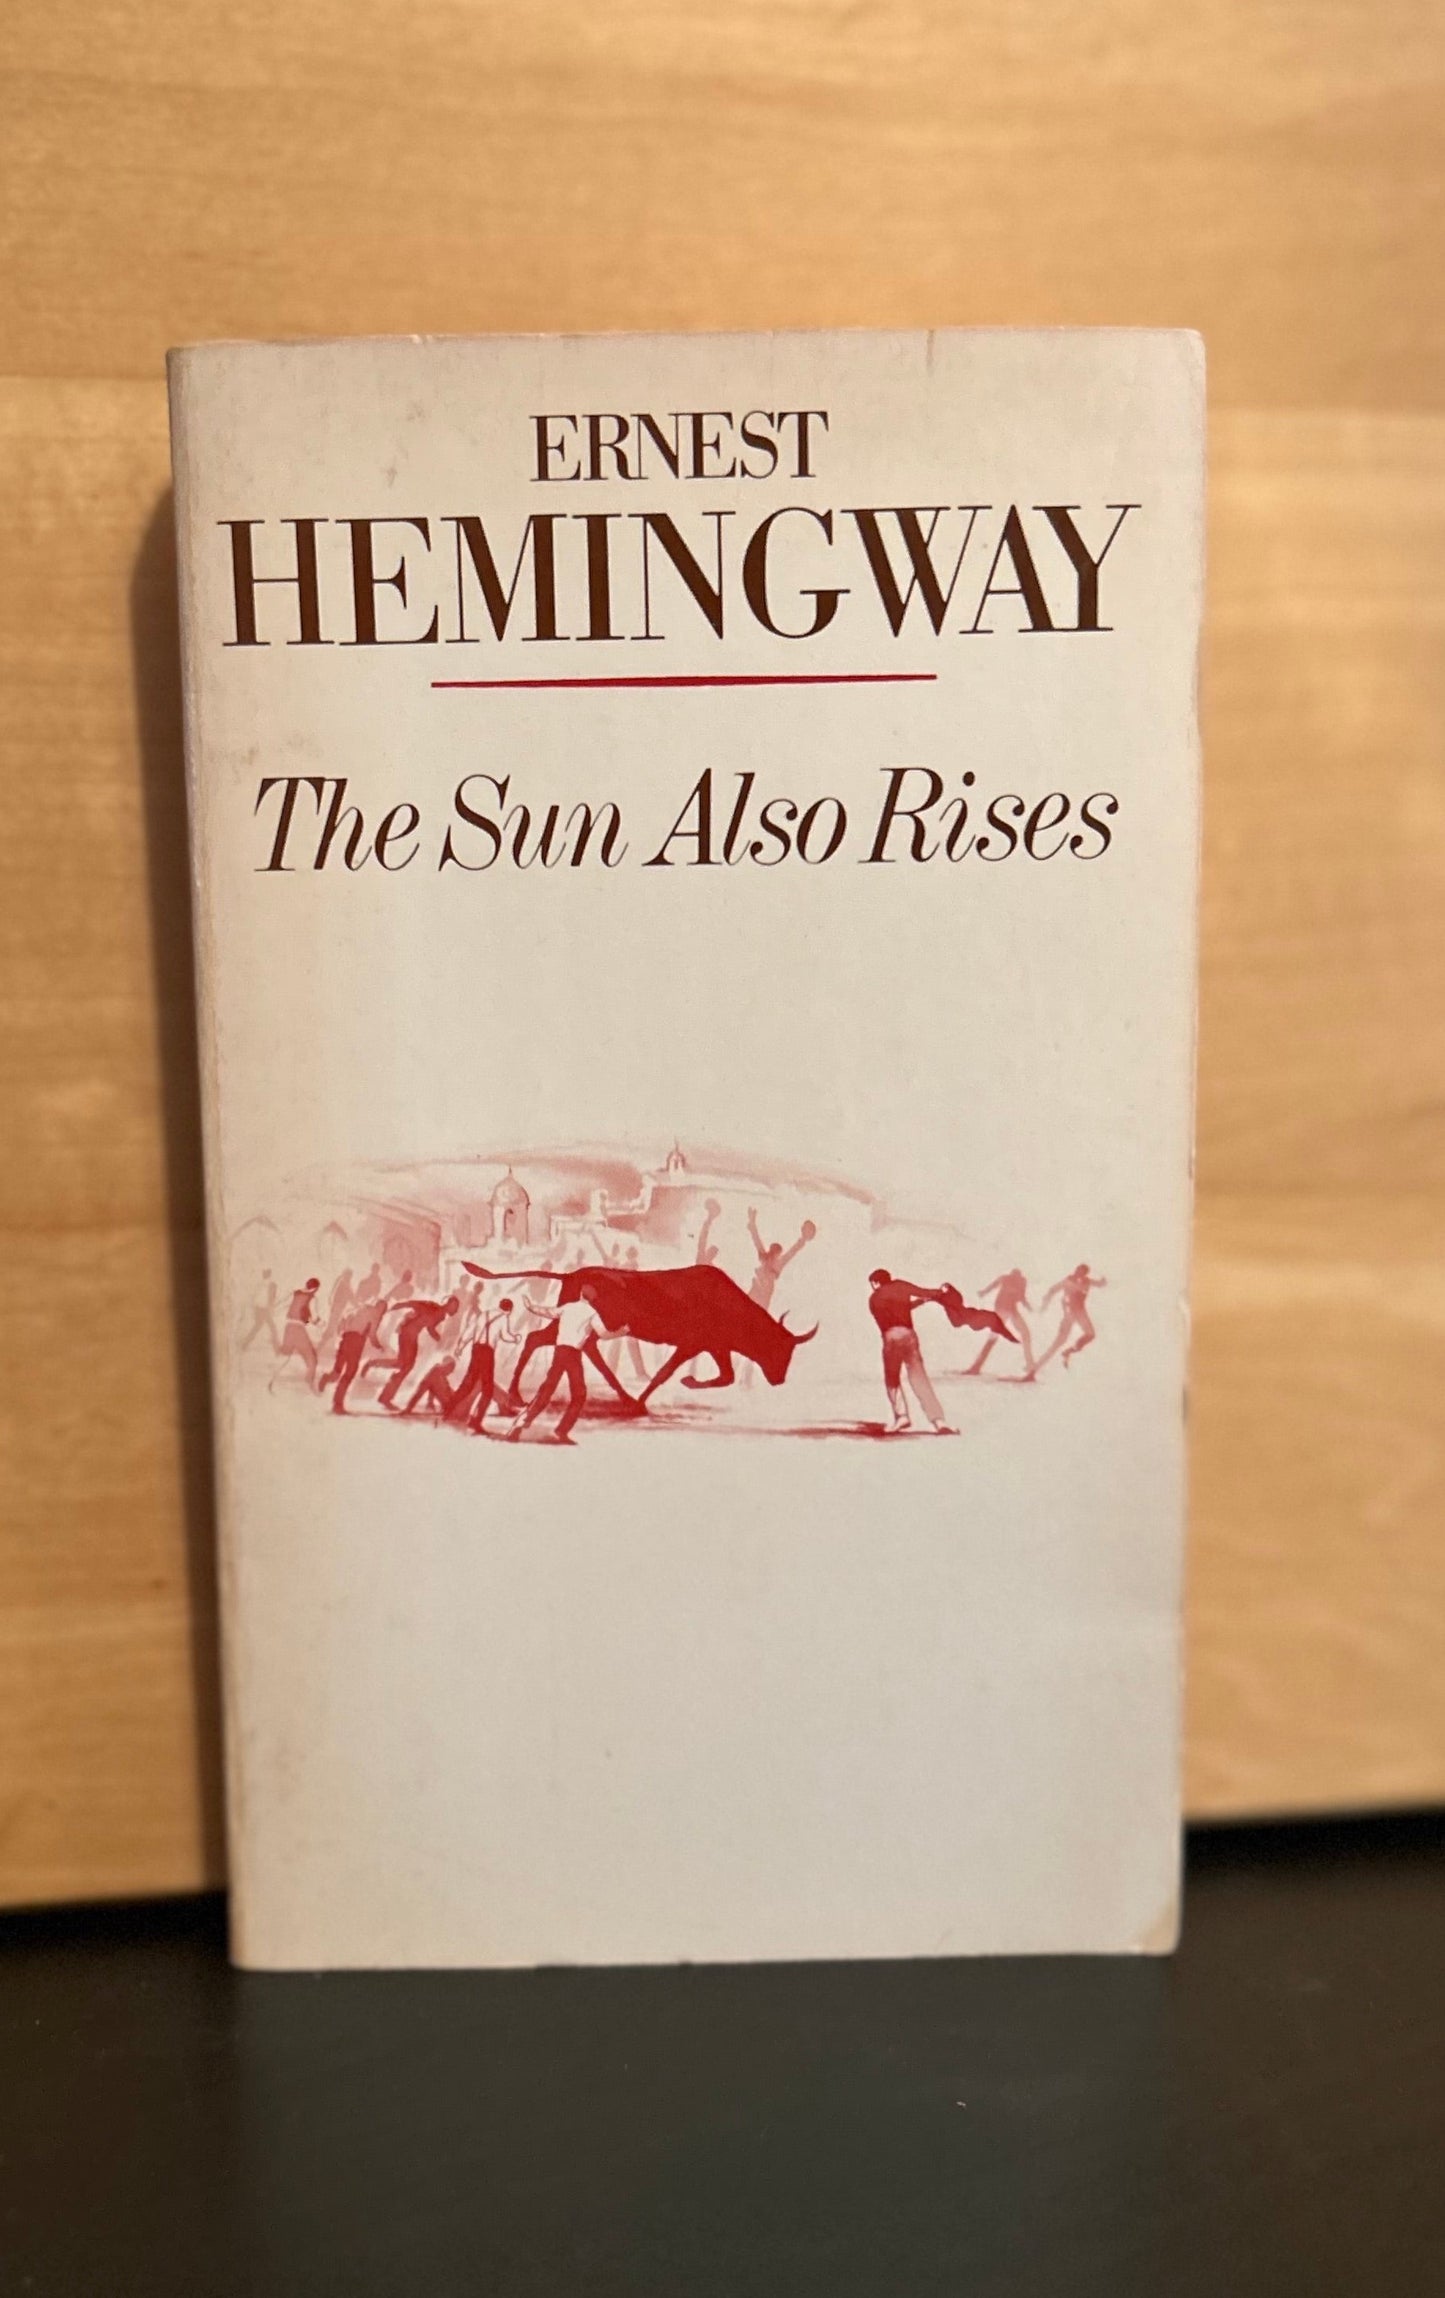 ERNEST
HEMINGWAY
The Sun Also Rises